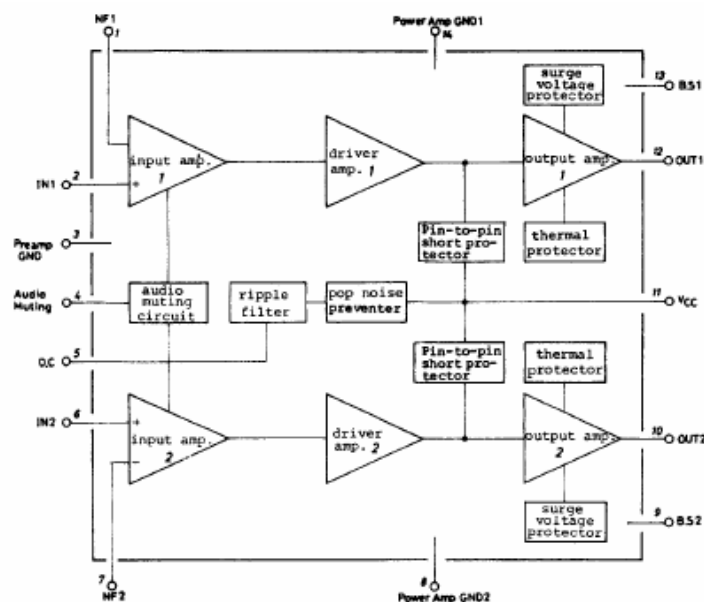 NF1
1
Power Amp GND1
14
surge
voltage
protector
13
B.S1
input amp.
1
driver
amp. 1
output amp.
1
12
OUT1
2
IN1
+
3
Preamp
GND
Pin-to-pin
short pro-
tector
thermal
protector
Audio
Muting
4
audio
muting
circuit
ripple
filter
pop noise
preventer
11
VCC
5
D.C
Pin-to-pin
short pro-
tector
thermal
protector
6
IN2
+
input amp.
2
−
driver
amp. 2
output amp.
2
10
OUT2
surge
voltage
protector
9
B.S2
7
NF2
8
Power Amp GND2